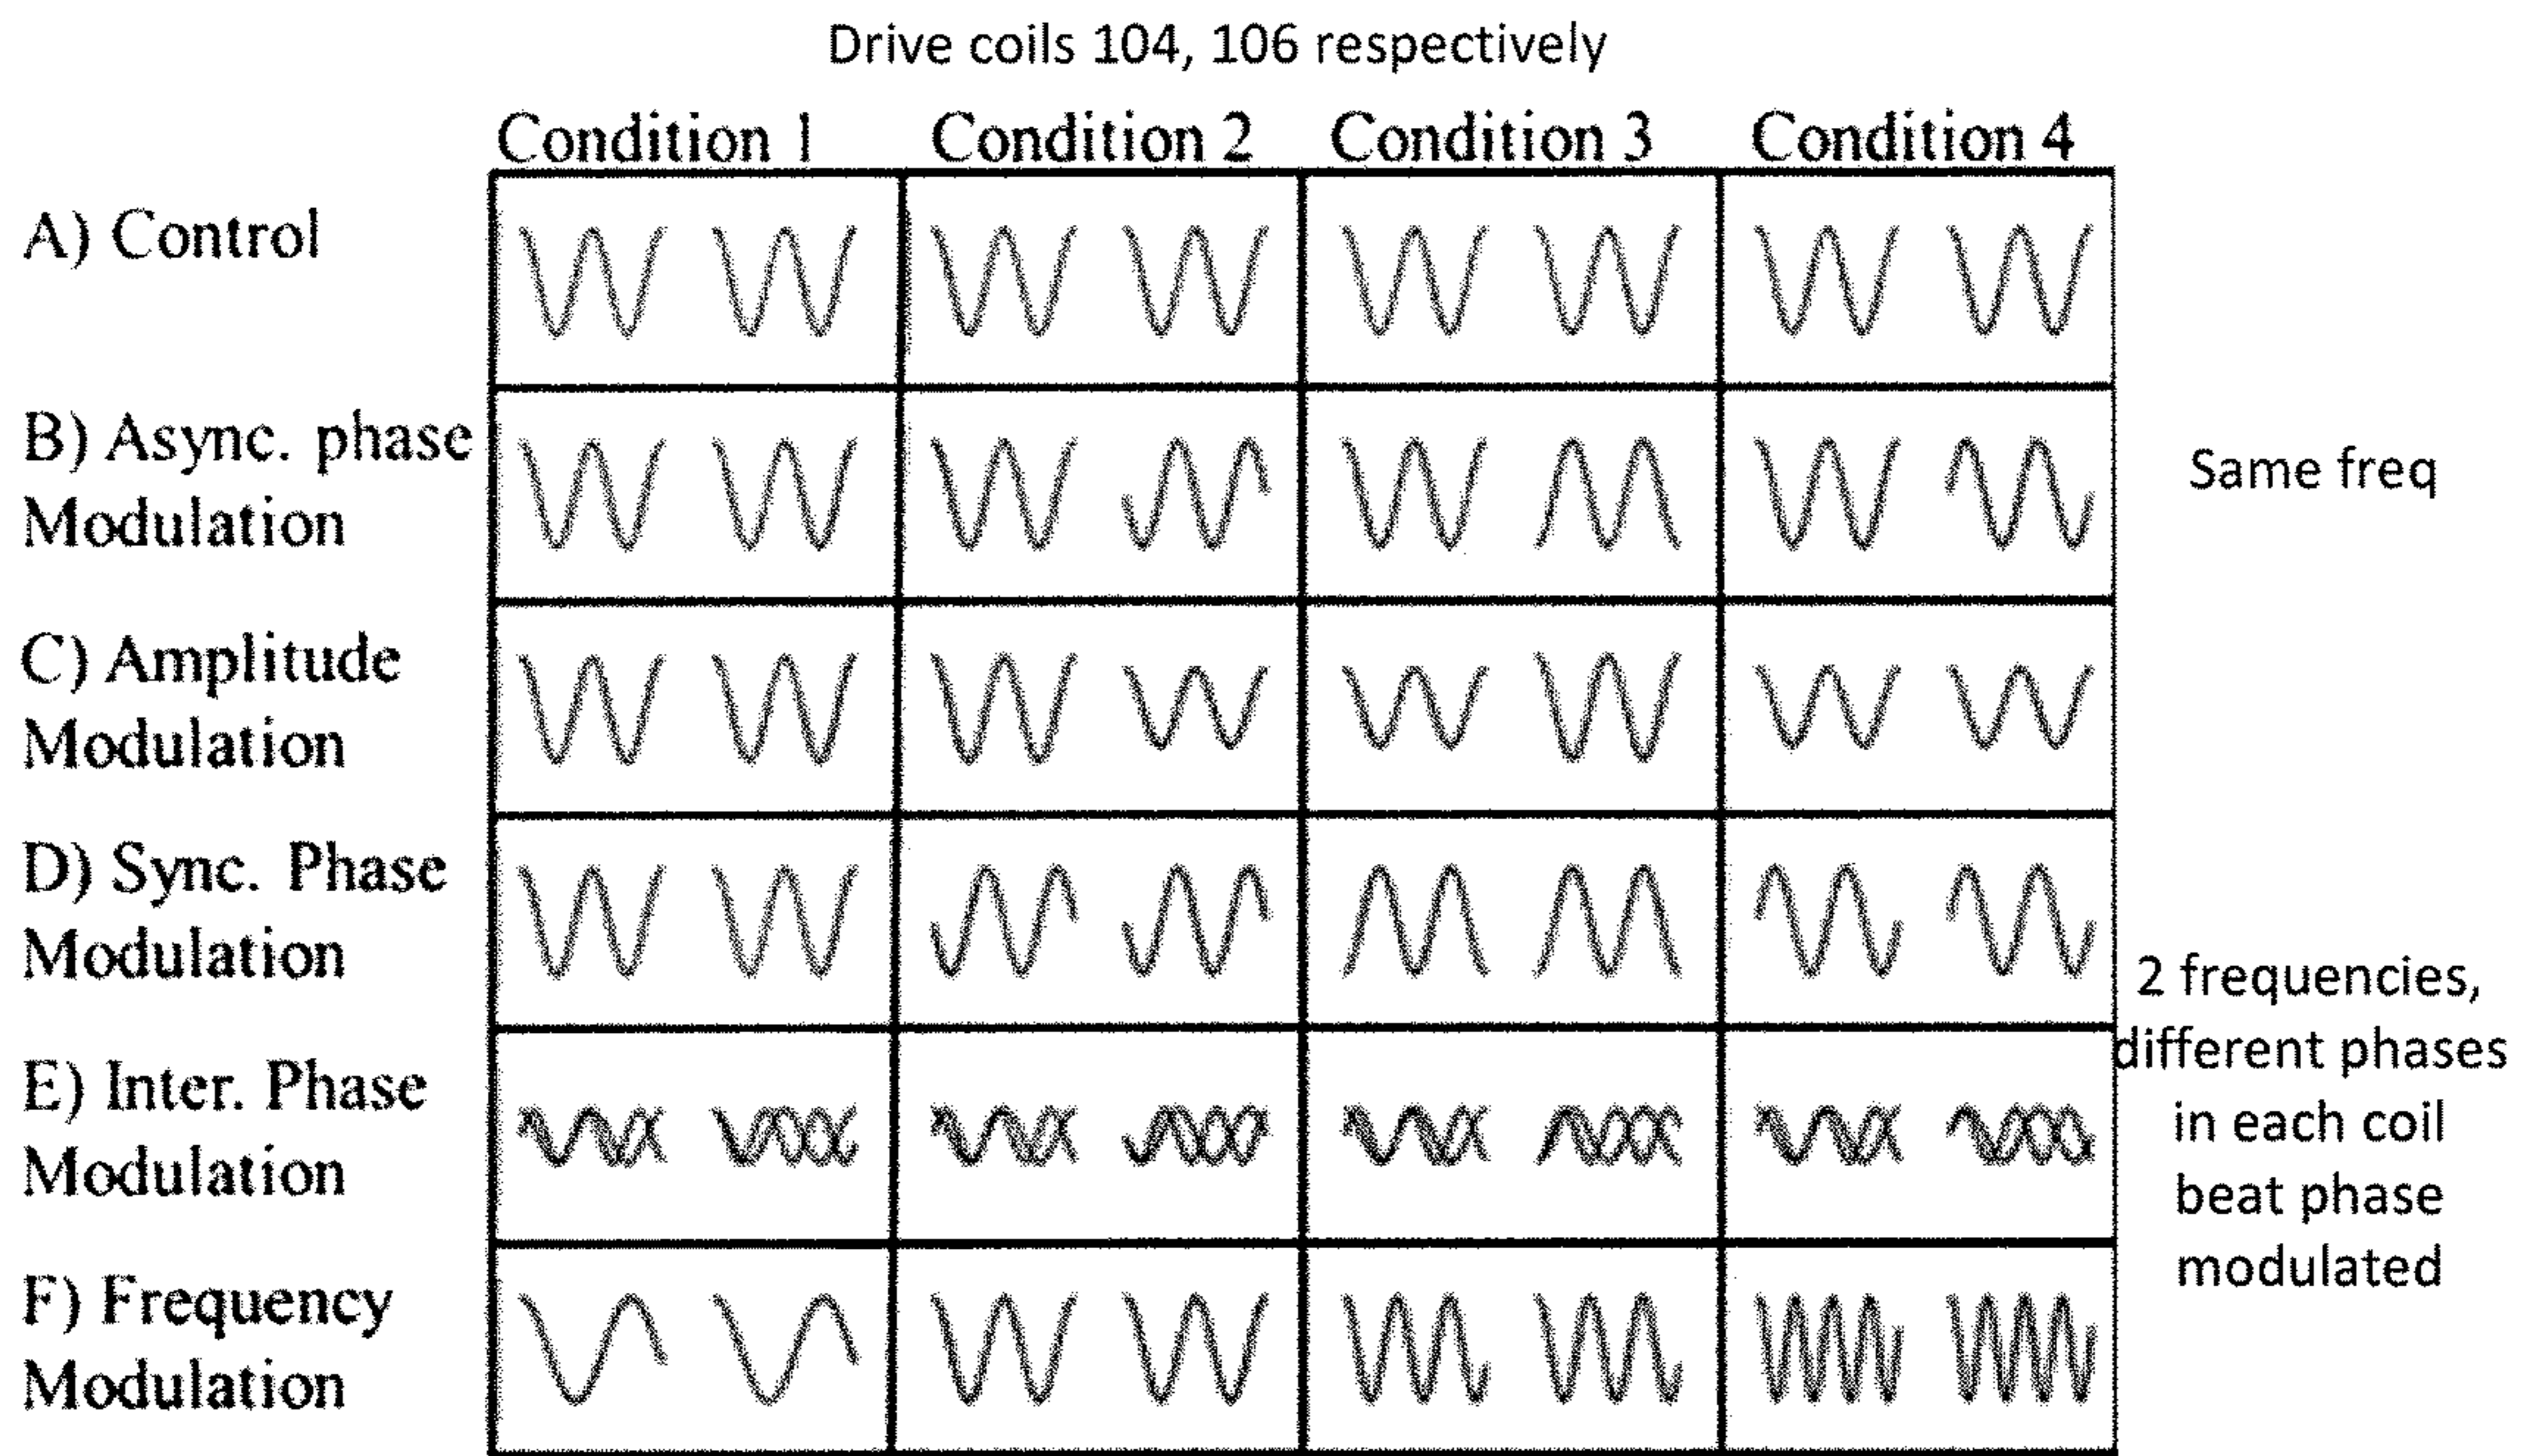 Drive coils 104, 106 respectively
Condition 1 Condition 2 Condition 3 Condition 4
A) Control
B) Async. phase
Modulation
Same freq
C) Amplitude
Modulation
D) Sync. Phase
Modulation
E) Inter. Phase
Modulation
2 frequencies,
different phases
in each coil
beat phase
modulated
F) Frequency
Modulation